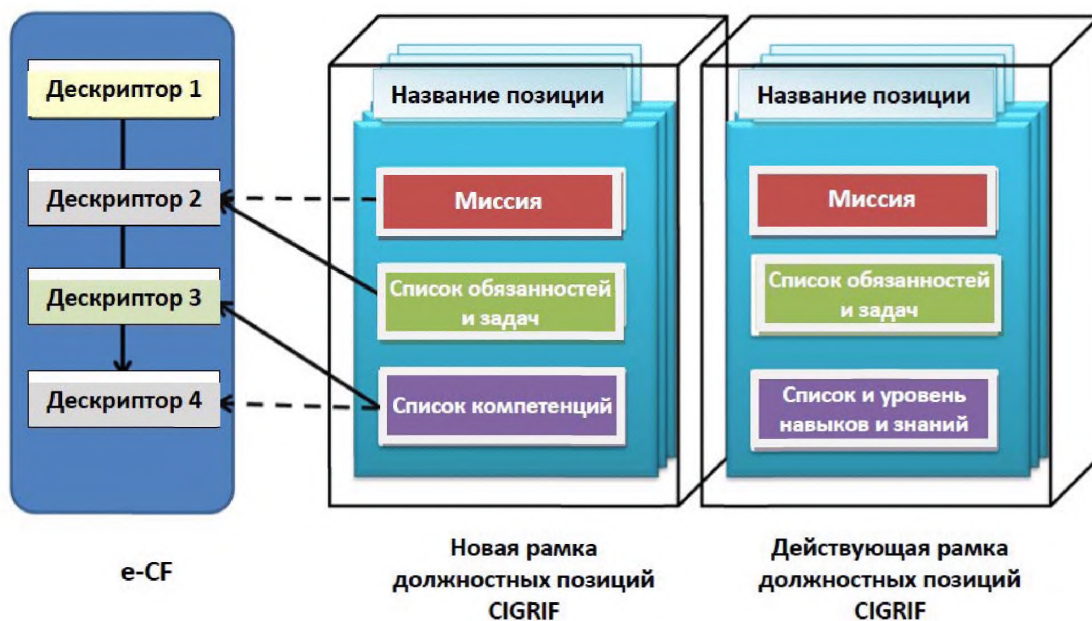 Дескриптор 1
Дескриптор 2
Дескриптор 3
Дескриптор 4
e-CF
Название позиции
Миссия
Список обязанностей
и задач
Список компетенций
Новая рамка
должностных позиций
CIGRIF
Название позиции
Миссия
Список обязанностей
и задач
Список и уровень
навыков и знаний
Действующая рамка
должностных позиций
CIGRIF